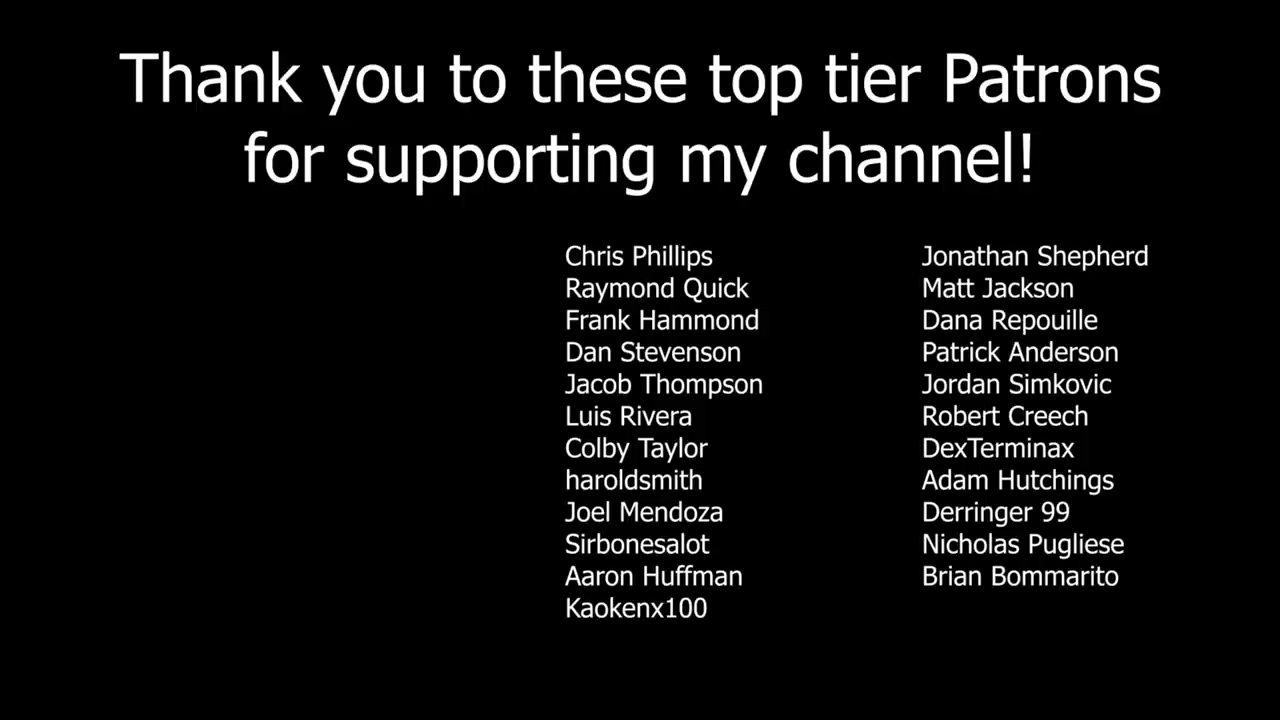 Thank you to these top tier Patrons
for supporting my channel!
Chris Phillips
Raymond Quick
Frank Hammond
Dan Stevenson
Jacob Thompson
Luis Rivera
Colby Taylor
haroldsmith
Joel Mendoza
Sirbonesalot
Aaron Huffman
Kaokenx100
Jonathan Shepherd
Matt Jackson
Dana Repouille
Patrick Anderson
Jordan Simkovic
Robert Creech
DexTerminax
Adam Hutchings
Derringer 99
Nicholas Pugliese
Brian Bommarito